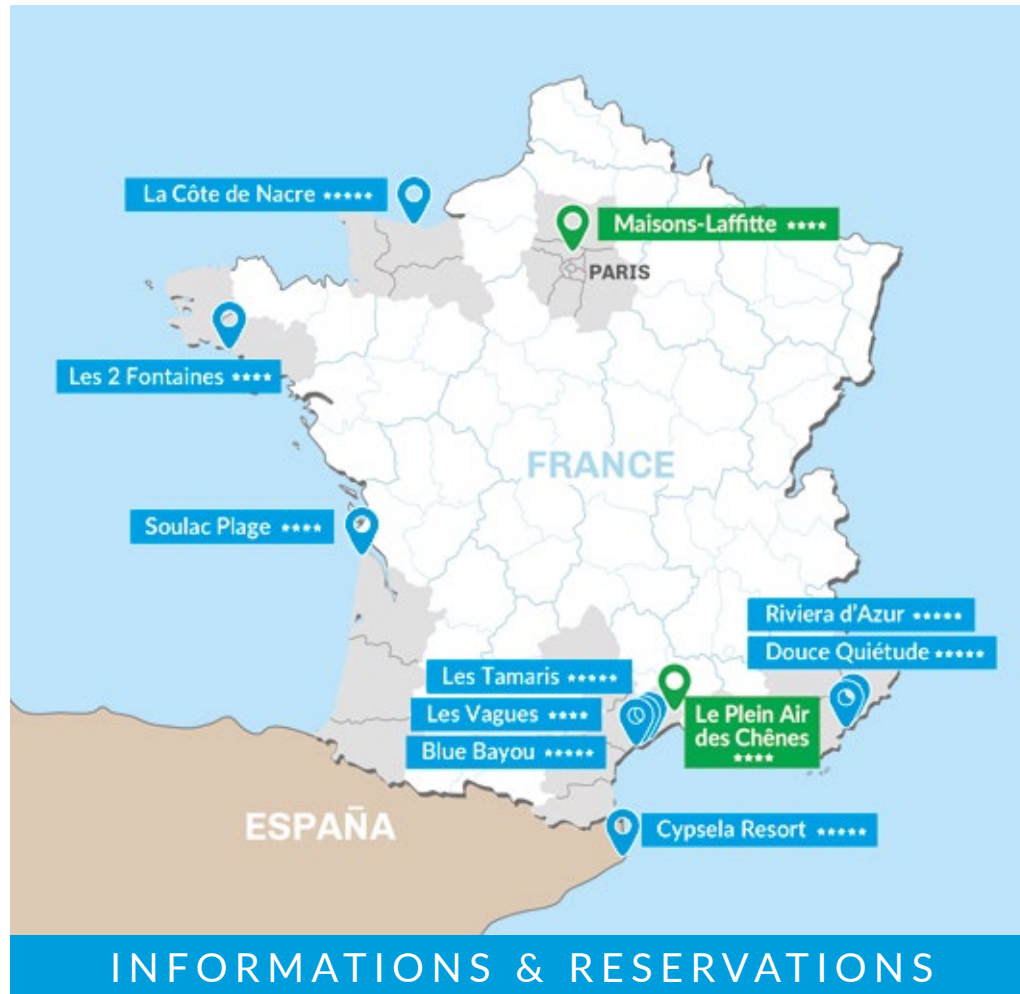 La Côte de Nacre *****
Maisons-Laffitte ****
PARIS
Les 2 Fontaines ****
FRANCE
Soulac Plage ****
Riviera d'Azur *****
Douce Quiétude *****
Les Tamaris *****
Les Vagues ****
Blue Bayou *****
Le Plein Air
des Chênes
****
ESPAÑA
Cypsela Resort *****
INFORMATIONS & RESERVATIONS